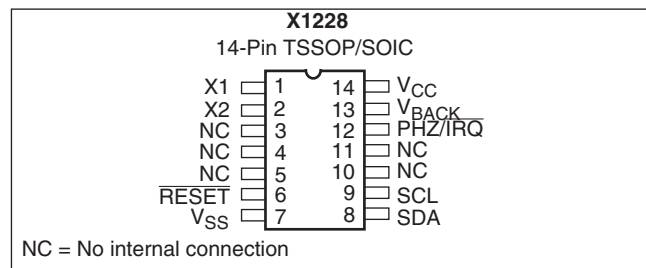 X1228
14-Pin TSSOP/SOIC
X1 1 14 VCC
X2 2 13 VBACK
NC 3 12 PHZ/IRQ
NC 4 11 NC
NC 5 10 NC
RESET 6 9 SCL
VSS 7 8 SDA
NC = No internal connection